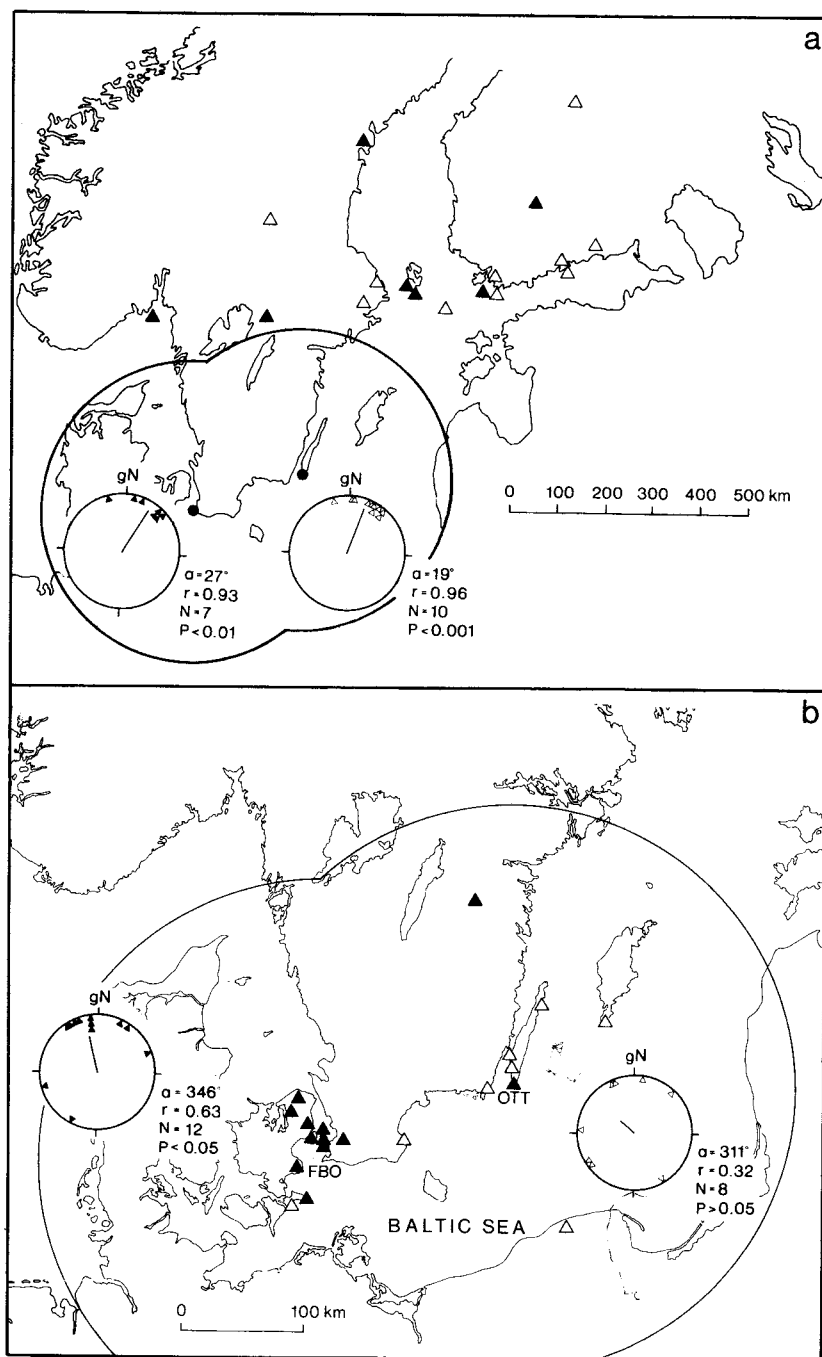 a
0 100 200 300 400 500 km
gN
a=27°
r=0.93
N=7
P<0.01
gN
a=19°
r=0.96
N=10
P<0.001
b
gN
a=346°
r=0.63
N=12
P<0.05
FBO
OTT
gN
a=311°
r=0.32
N=8
P>0.05
BALTIC SEA
0 100 km